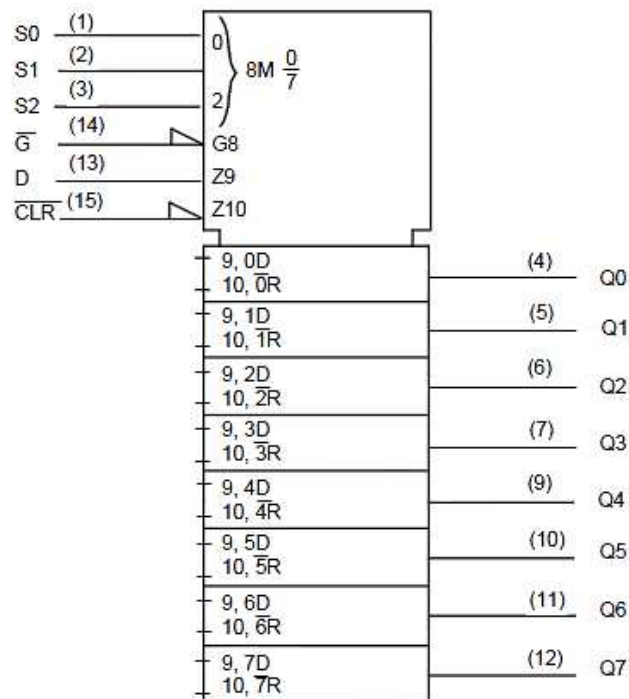 S0 (1) 0
S1 (2) 8M 0/7
S2 (3) 2
G̅ (14) G8
D (13) Z9
C̅L̅R̅ (15) Z10
9, 0D (4) Q0
10, 0̅R
9, 1D (5) Q1
10, 1̅R
9, 2D (6) Q2
10, 2̅R
9, 3D (7) Q3
10, 3̅R
9, 4D (9) Q4
10, 4̅R
9, 5D (10) Q5
10, 5̅R
9, 6D (11) Q6
10, 6̅R
9, 7D (12) Q7
10, 7̅R